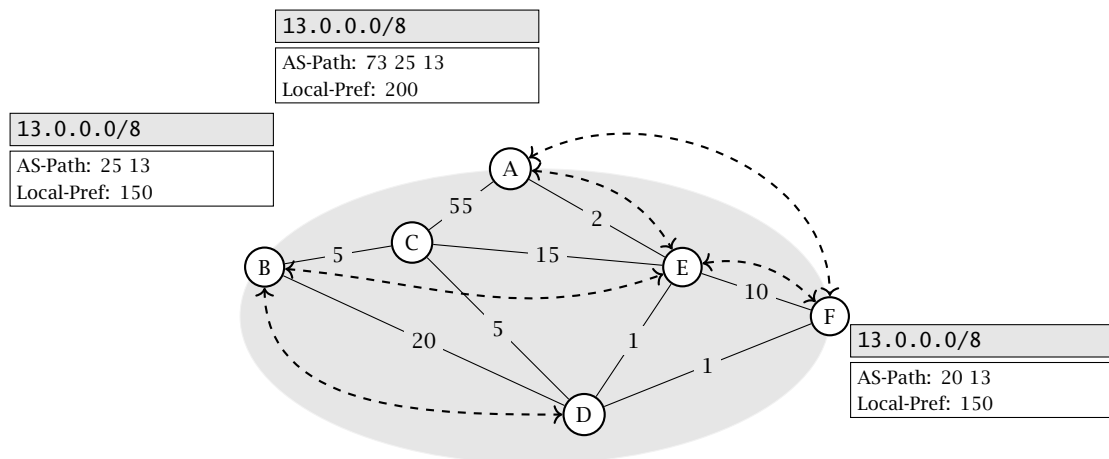 13.0.0.0/8
AS-Path: 73 25 13
Local-Pref: 200
13.0.0.0/8
AS-Path: 25 13
Local-Pref: 150
A
55
2
C
B
5
15
E
10
F
20
5
1
1
D
13.0.0.0/8
AS-Path: 20 13
Local-Pref: 150